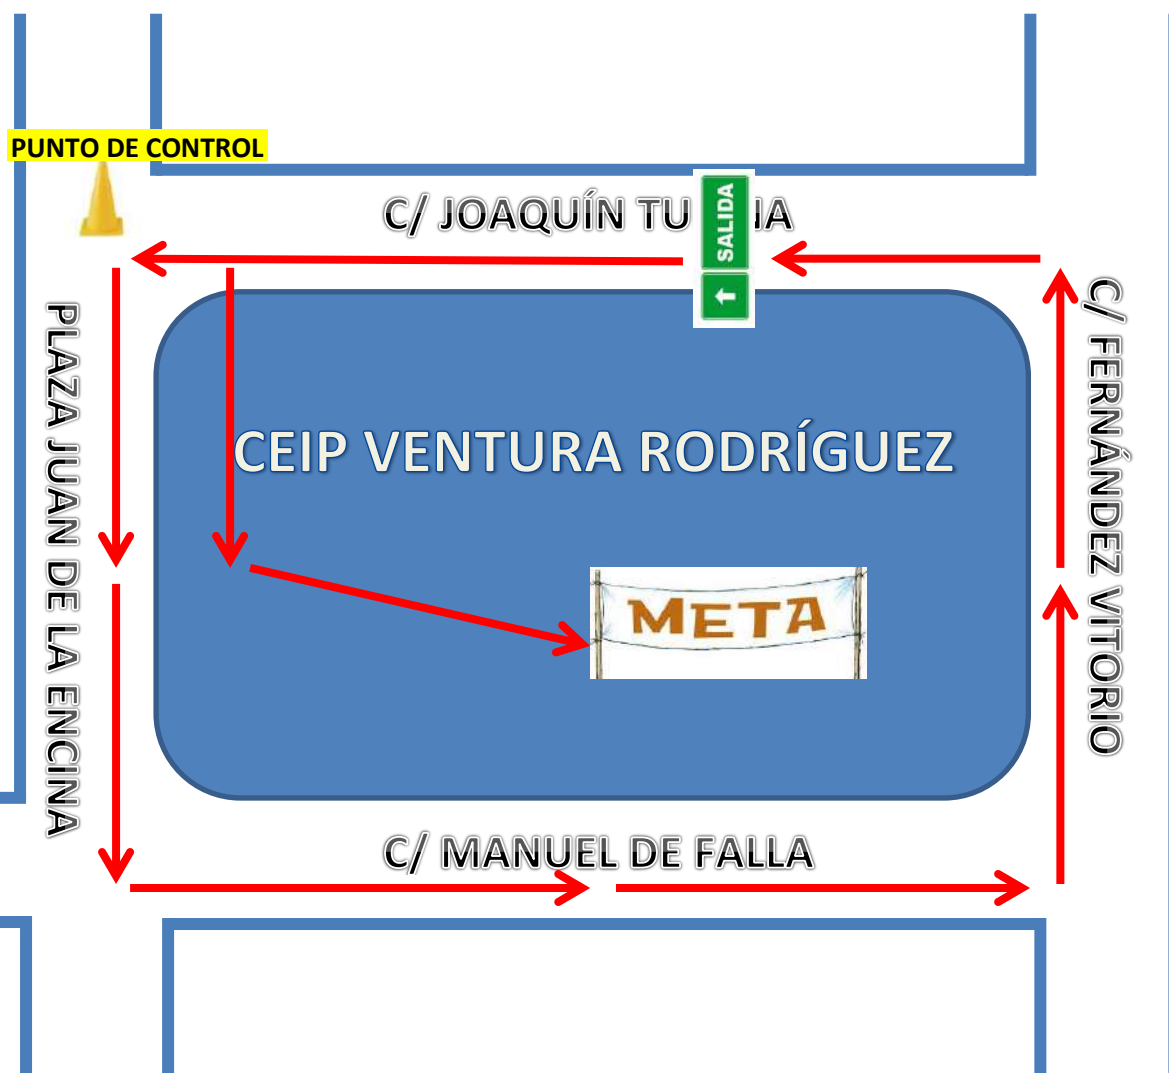 PUNTO DE CONTROL
C/ JOAQUÍN TU NA
SALIDA
PLAZA JUAN DE LA ENCINA
C/ FERNÁNDEZ VITORIO
CEIP VENTURA RODRÍGUEZ
META
C/ MANUEL DE FALLA